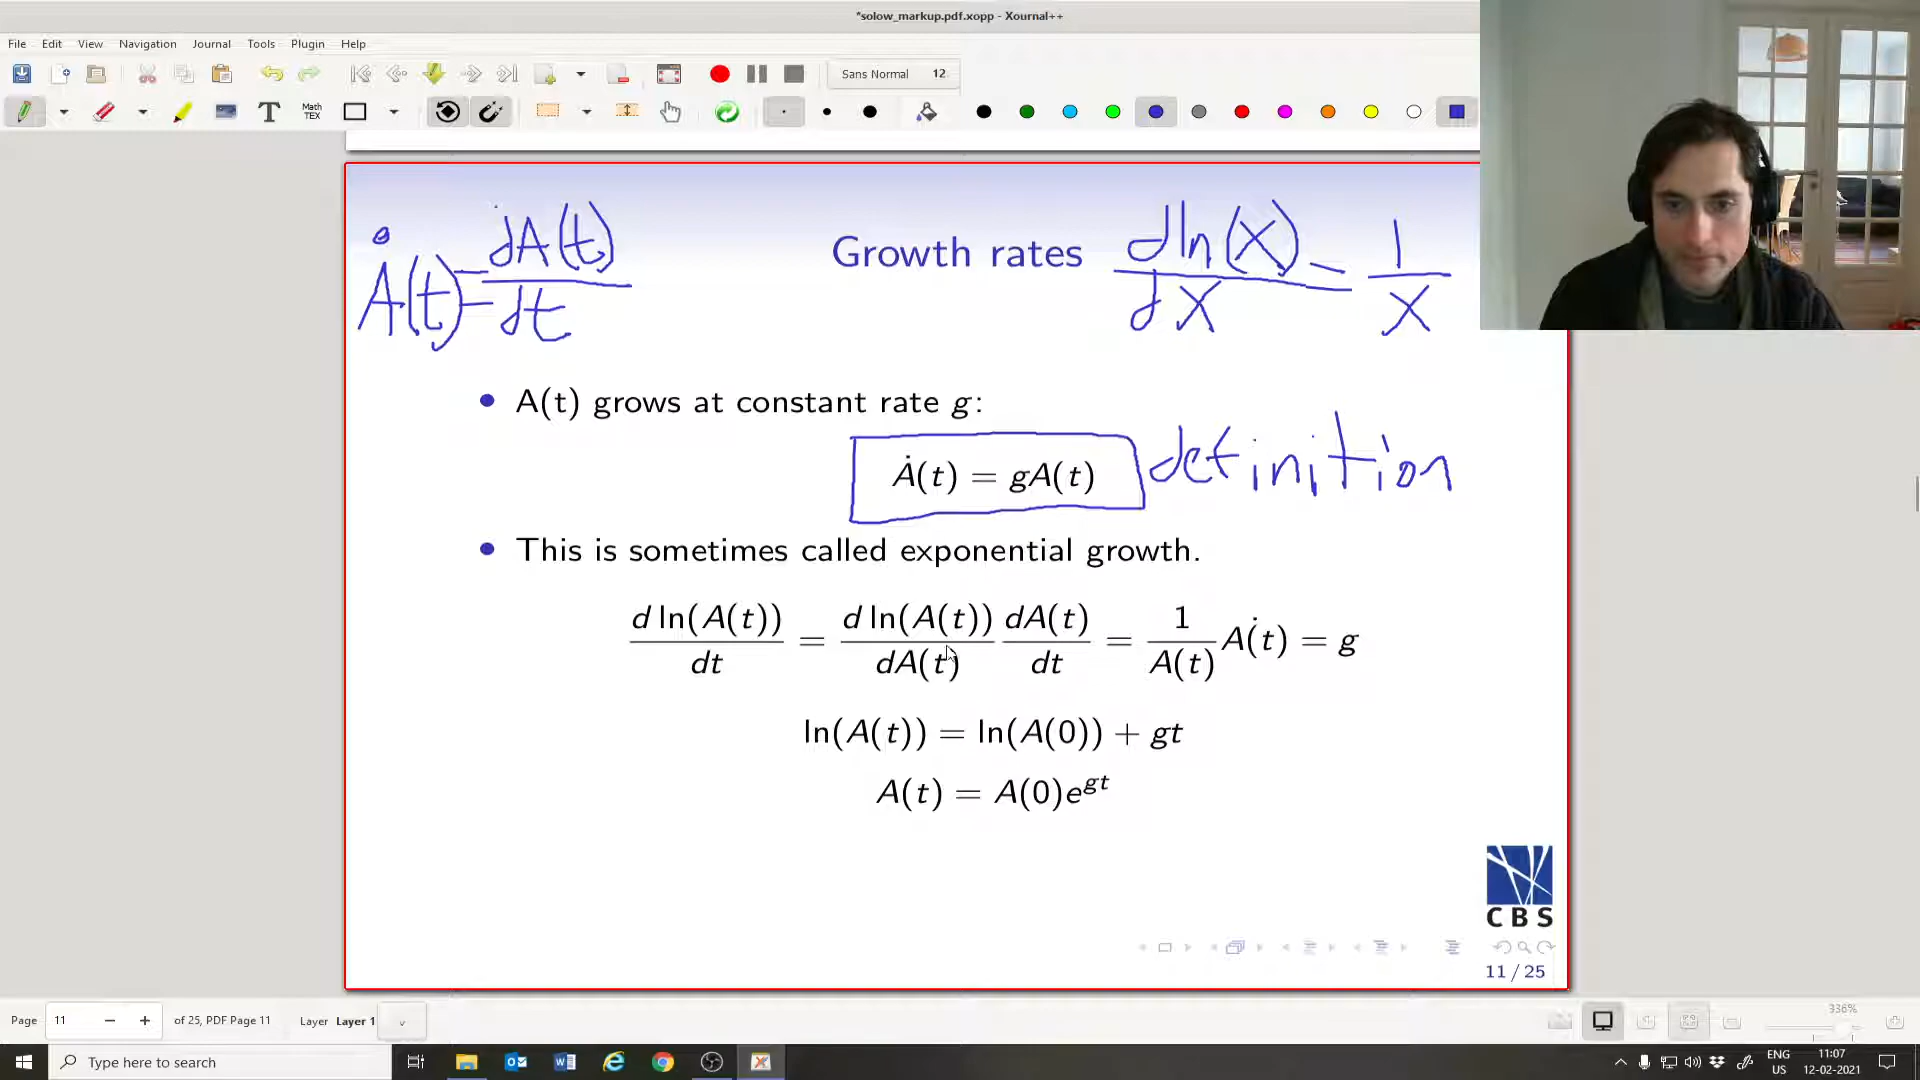 *solow_markup.pdf.xopp - Xournal++
File Edit View Navigation Journal Tools Plugin Help
Sans Normal 12
Math TEX
Ȧ(t) = dA(t)/dt
Growth rates
dln(X)/dX = 1/X
• A(t) grows at constant rate g:
Ȧ(t) = gA(t) definition
• This is sometimes called exponential growth.
d ln(A(t))/dt = d ln(A(t))/dA(t) dA(t)/dt = 1/A(t) A(̇t) = g
ln(A(t)) = ln(A(0)) + gt
A(t) = A(0)e^{gt}
CBS
11 / 25
Page 11 of 25, PDF Page 11 Layer Layer 1
336%
Type here to search
ENG US
11:07
12-02-2021